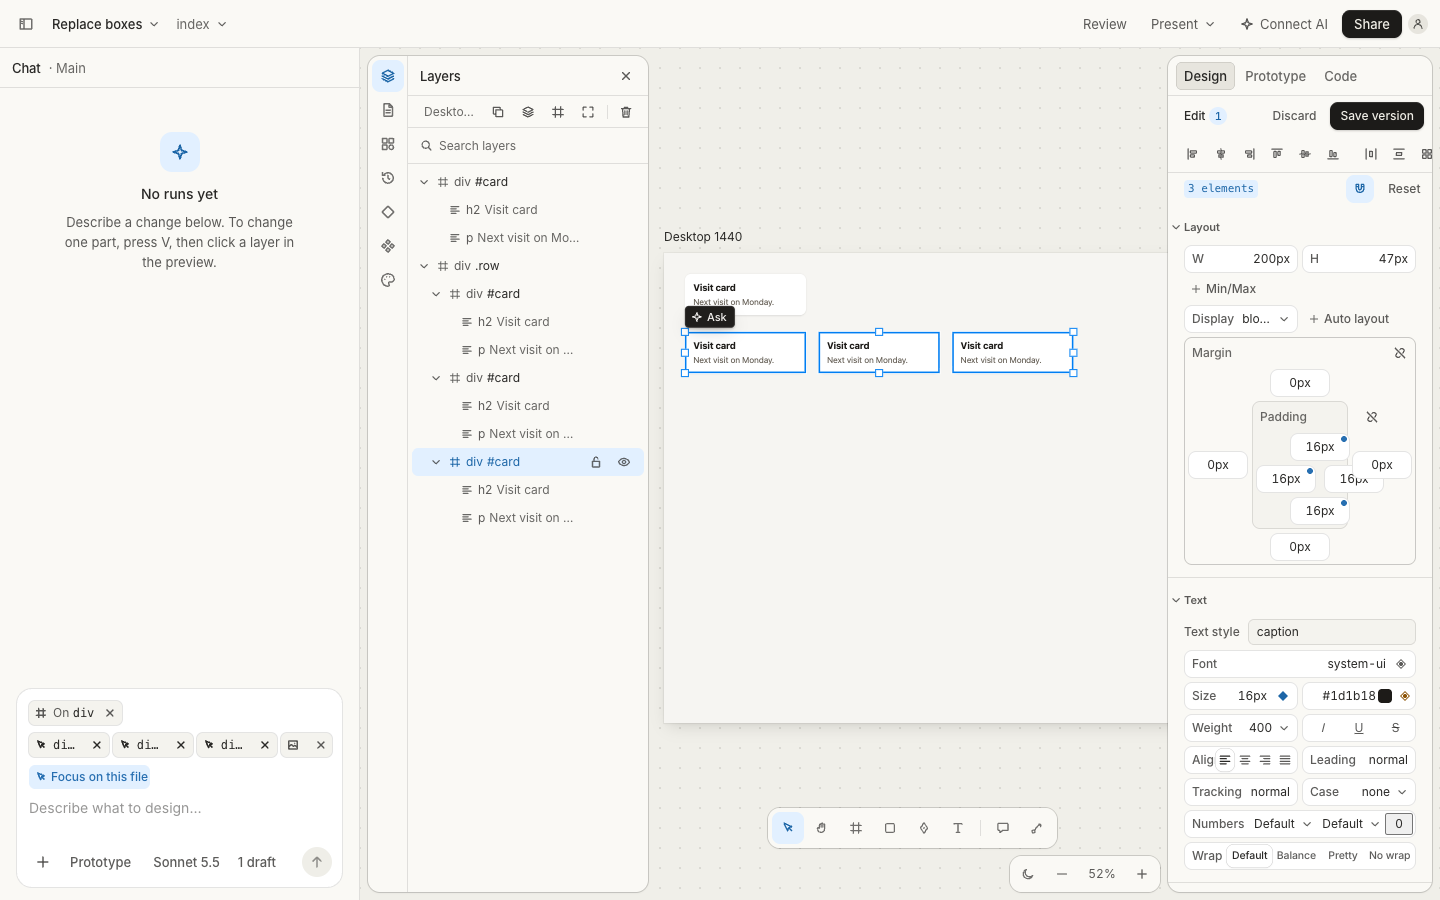 Replace boxes
index
Review
Present
Connect AI
Share
Chat · Main
No runs yet
Describe a change below. To change
one part, press V, then click a layer in
the preview.
On div
di...
di...
di...
Focus on this file
Describe what to design...
Prototype
Sonnet 5.5
1 draft
Layers
Deskto...
Search layers
div #card
h2 Visit card
p Next visit on Mo...
div .row
div #card
h2 Visit card
p Next visit on ...
div #card
h2 Visit card
p Next visit on ...
div #card
h2 Visit card
p Next visit on ...
Desktop 1440
Visit card
Next visit on Monday.
Ask
Visit card
Next visit on Monday.
Visit card
Next visit on Monday.
Visit card
Next visit on Monday.
52%
Design
Prototype
Code
Edit 1
Discard
Save version
3 elements
Reset
Layout
W 200px
H 47px
Min/Max
Display blo...
Auto layout
Margin
0px
Padding
16px
0px
16px
16px
0px
16px
0px
Text
Text style caption
Font system-ui
Size 16px
#1d1b18
Weight 400
I U S
Alig
Leading normal
Tracking normal
Case none
Numbers Default Default 0
Wrap Default Balance Pretty No wrap